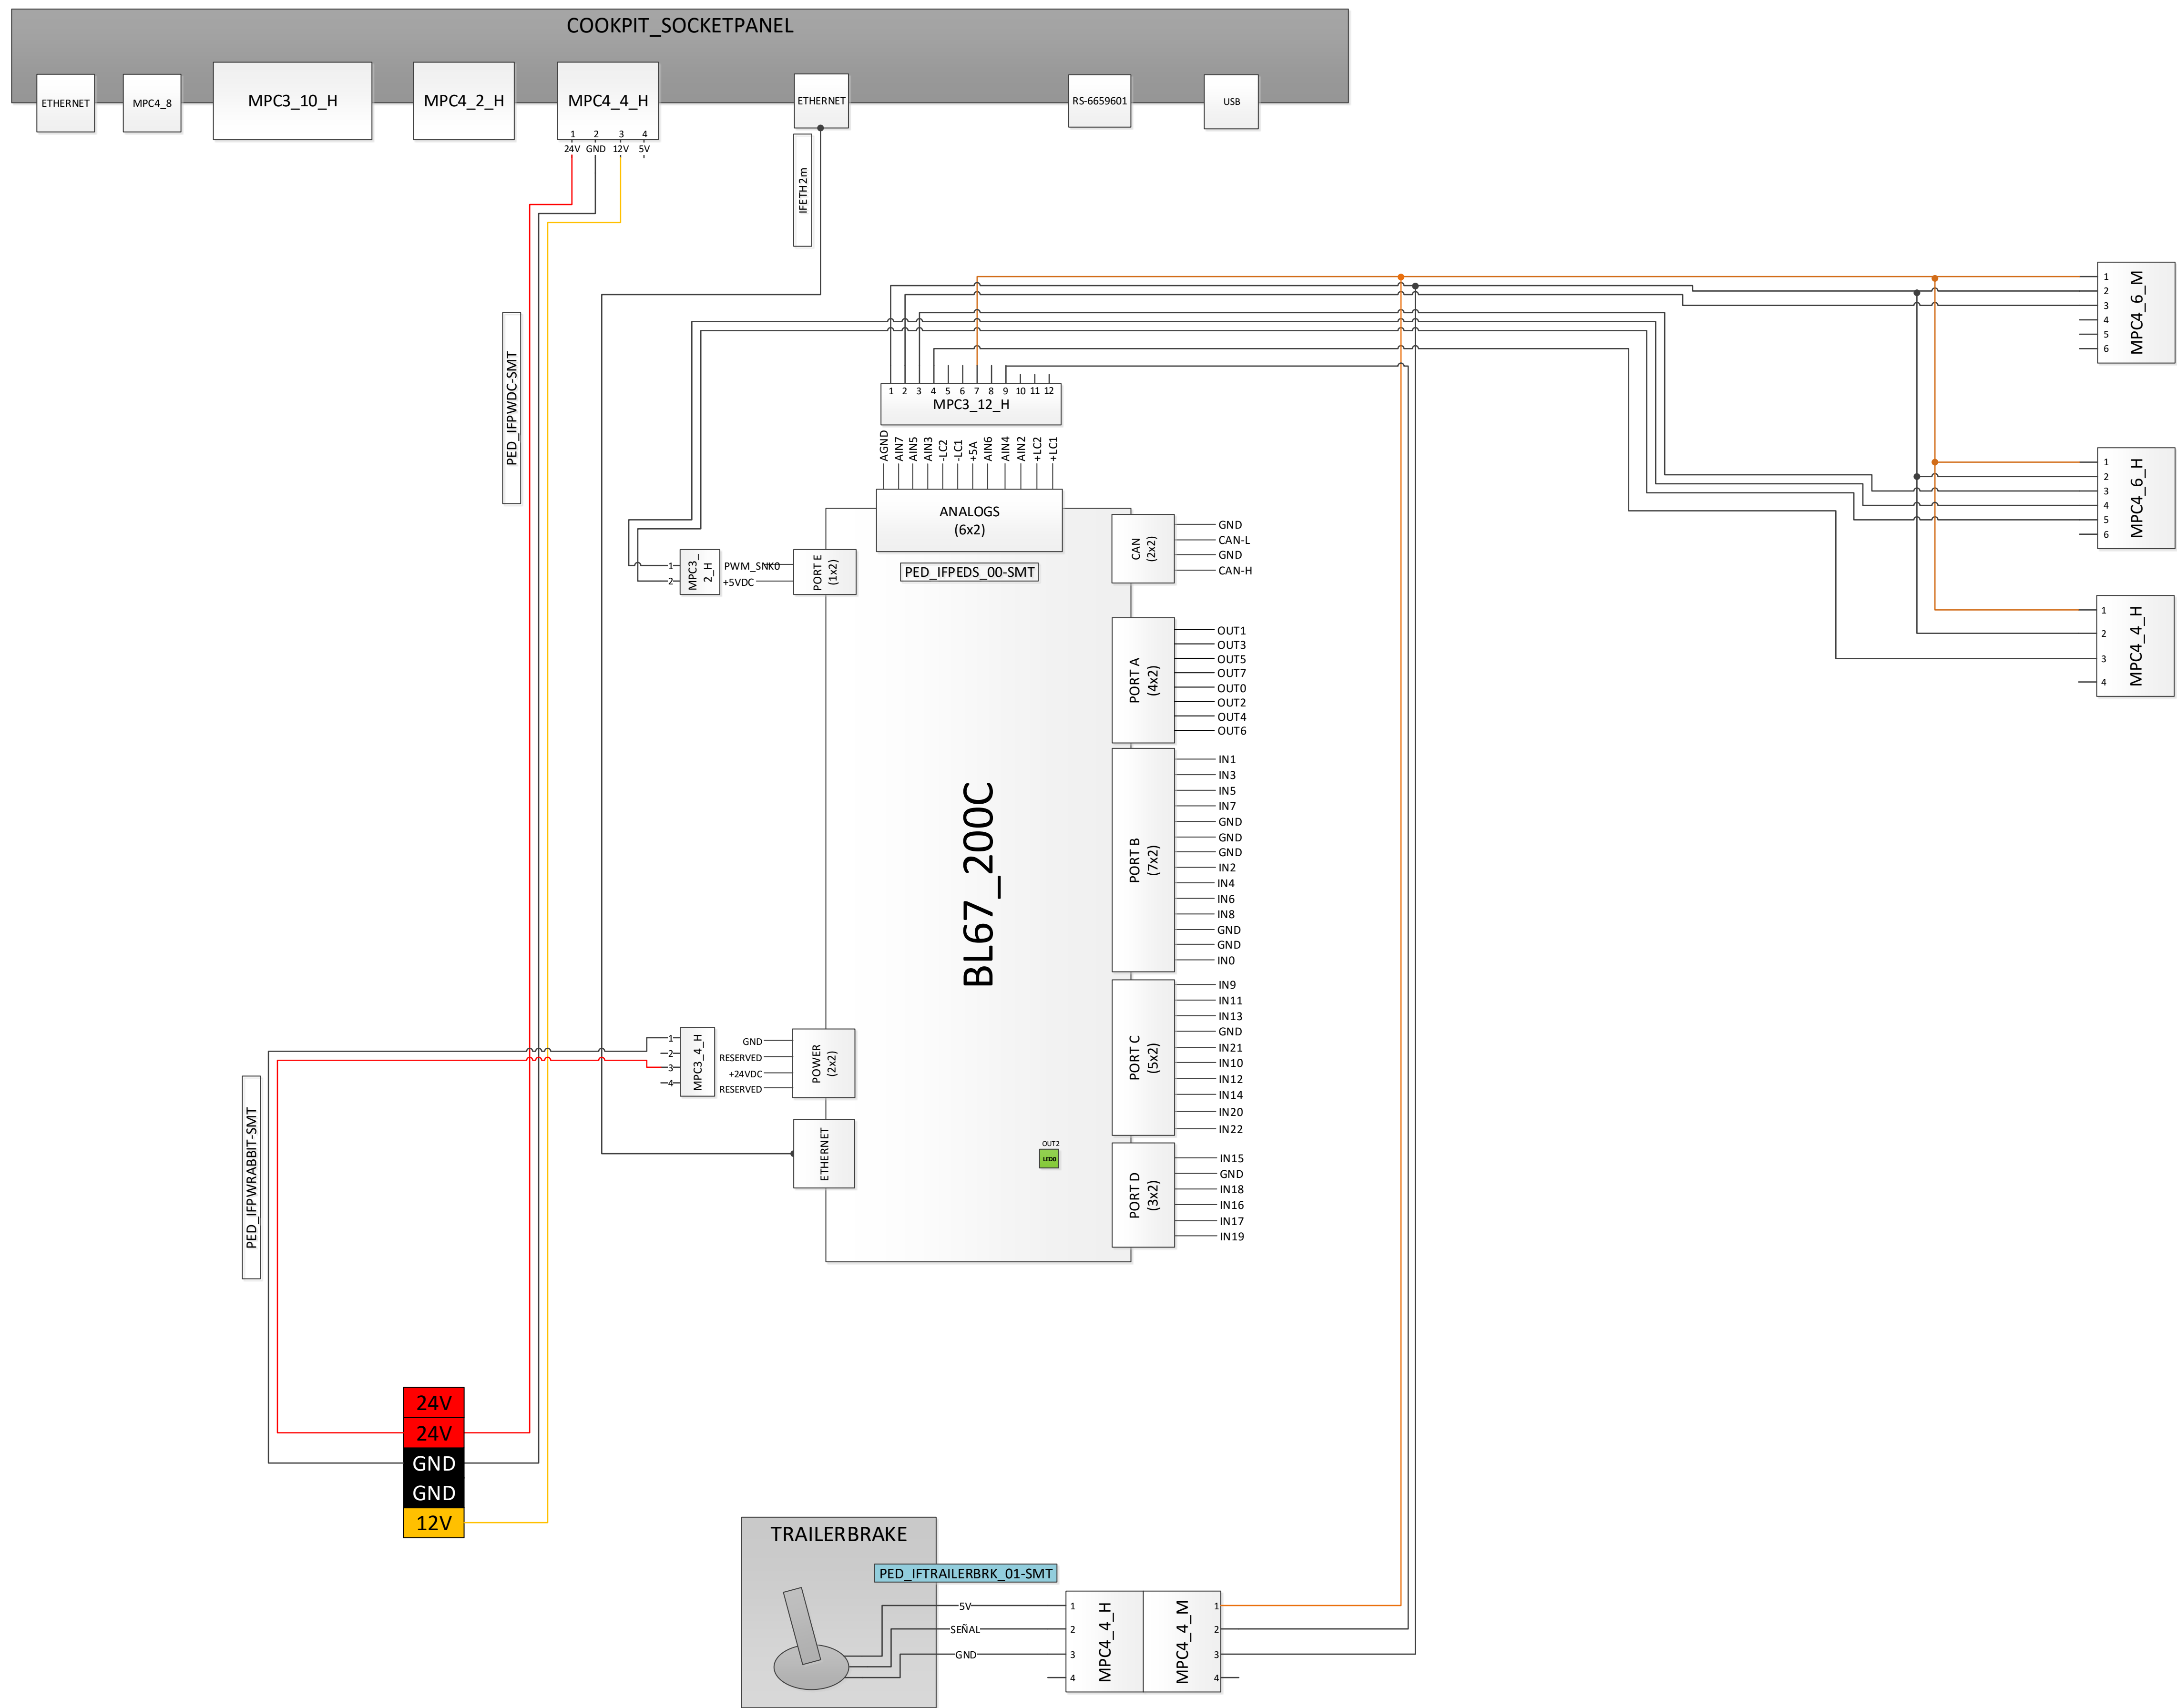 COOKPIT_SOCKETPANEL
ETHERNET
MPC4_8
MPC3_10_H
MPC4_2_H
MPC4_4_H
1 2 3 4
24V GND 12V 5V
ETHERNET
RS-6659601
USB
IFETH2m
PED_IFPWDC-SMT
1
2
3
4
5
6
MPC4_6_M
1 2 3 4 5 6 7 8 9 10 11 12
MPC3_12_H
AGND
AIN7
AIN5
AIN3
-LC2
-LC1
+5A
AIN6
AIN4
AIN2
+LC2
+LC1
ANALOGS
(6x2)
PED_IFPEDS_00-SMT
1
2
3
4
5
6
MPC4_6_H
1
2
MPC3_
2_H
PWM_SNK0
+5VDC
PORT E
(1x2)
CAN
(2x2)
GND
CAN-L
GND
CAN-H
1
2
3
4
MPC4_4_H
PORT A
(4x2)
OUT1
OUT3
OUT5
OUT7
OUT0
OUT2
OUT4
OUT6
BL67_200C
PORT B
(7x2)
IN1
IN3
IN5
IN7
GND
GND
GND
IN2
IN4
IN6
IN8
GND
GND
IN0
PORT C
(5x2)
IN9
IN11
IN13
GND
IN21
IN10
IN12
IN14
IN20
IN22
1
2
3
4
MPC3_4_H
GND
RESERVED
+24VDC
RESERVED
POWER
(2x2)
ETHERNET
OUT2
LED0
PORT D
(3x2)
IN15
GND
IN18
IN16
IN17
IN19
PED_IFPWRABBIT-SMT
24V
24V
GND
GND
12V
TRAILERBRAKE
PED_IFTRAILERBRK_01-SMT
5V
SEÑAL
GND
1
2
3
4
MPC4_4_H
MPC4_4_M
1
2
3
4